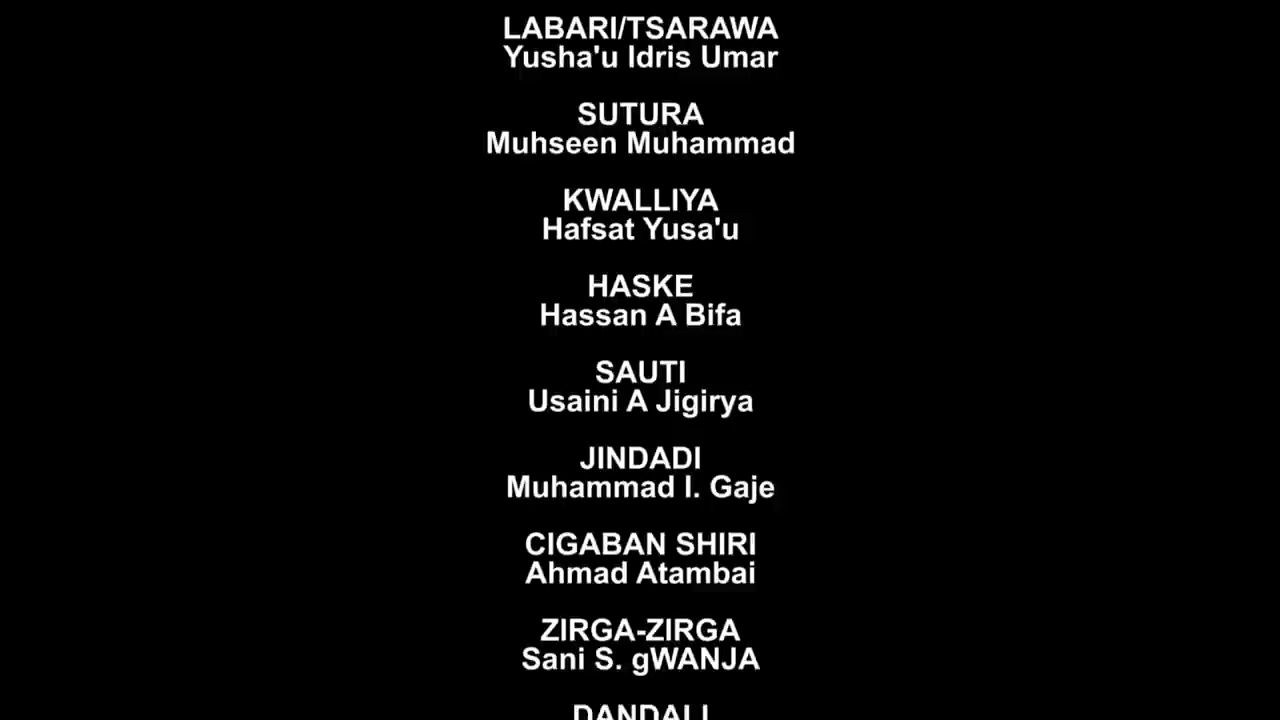 LABARI/TSARAWA
Yusha'u Idris Umar
SUTURA
Muhseen Muhammad
KWALLIYA
Hafsat Yusa'u
HASKE
Hassan A Bifa
SAUTI
Usaini A Jigirya
JINDADI
Muhammad I. Gaje
CIGABAN SHIRI
Ahmad Atambai
ZIRGA-ZIRGA
Sani S. gWANJA